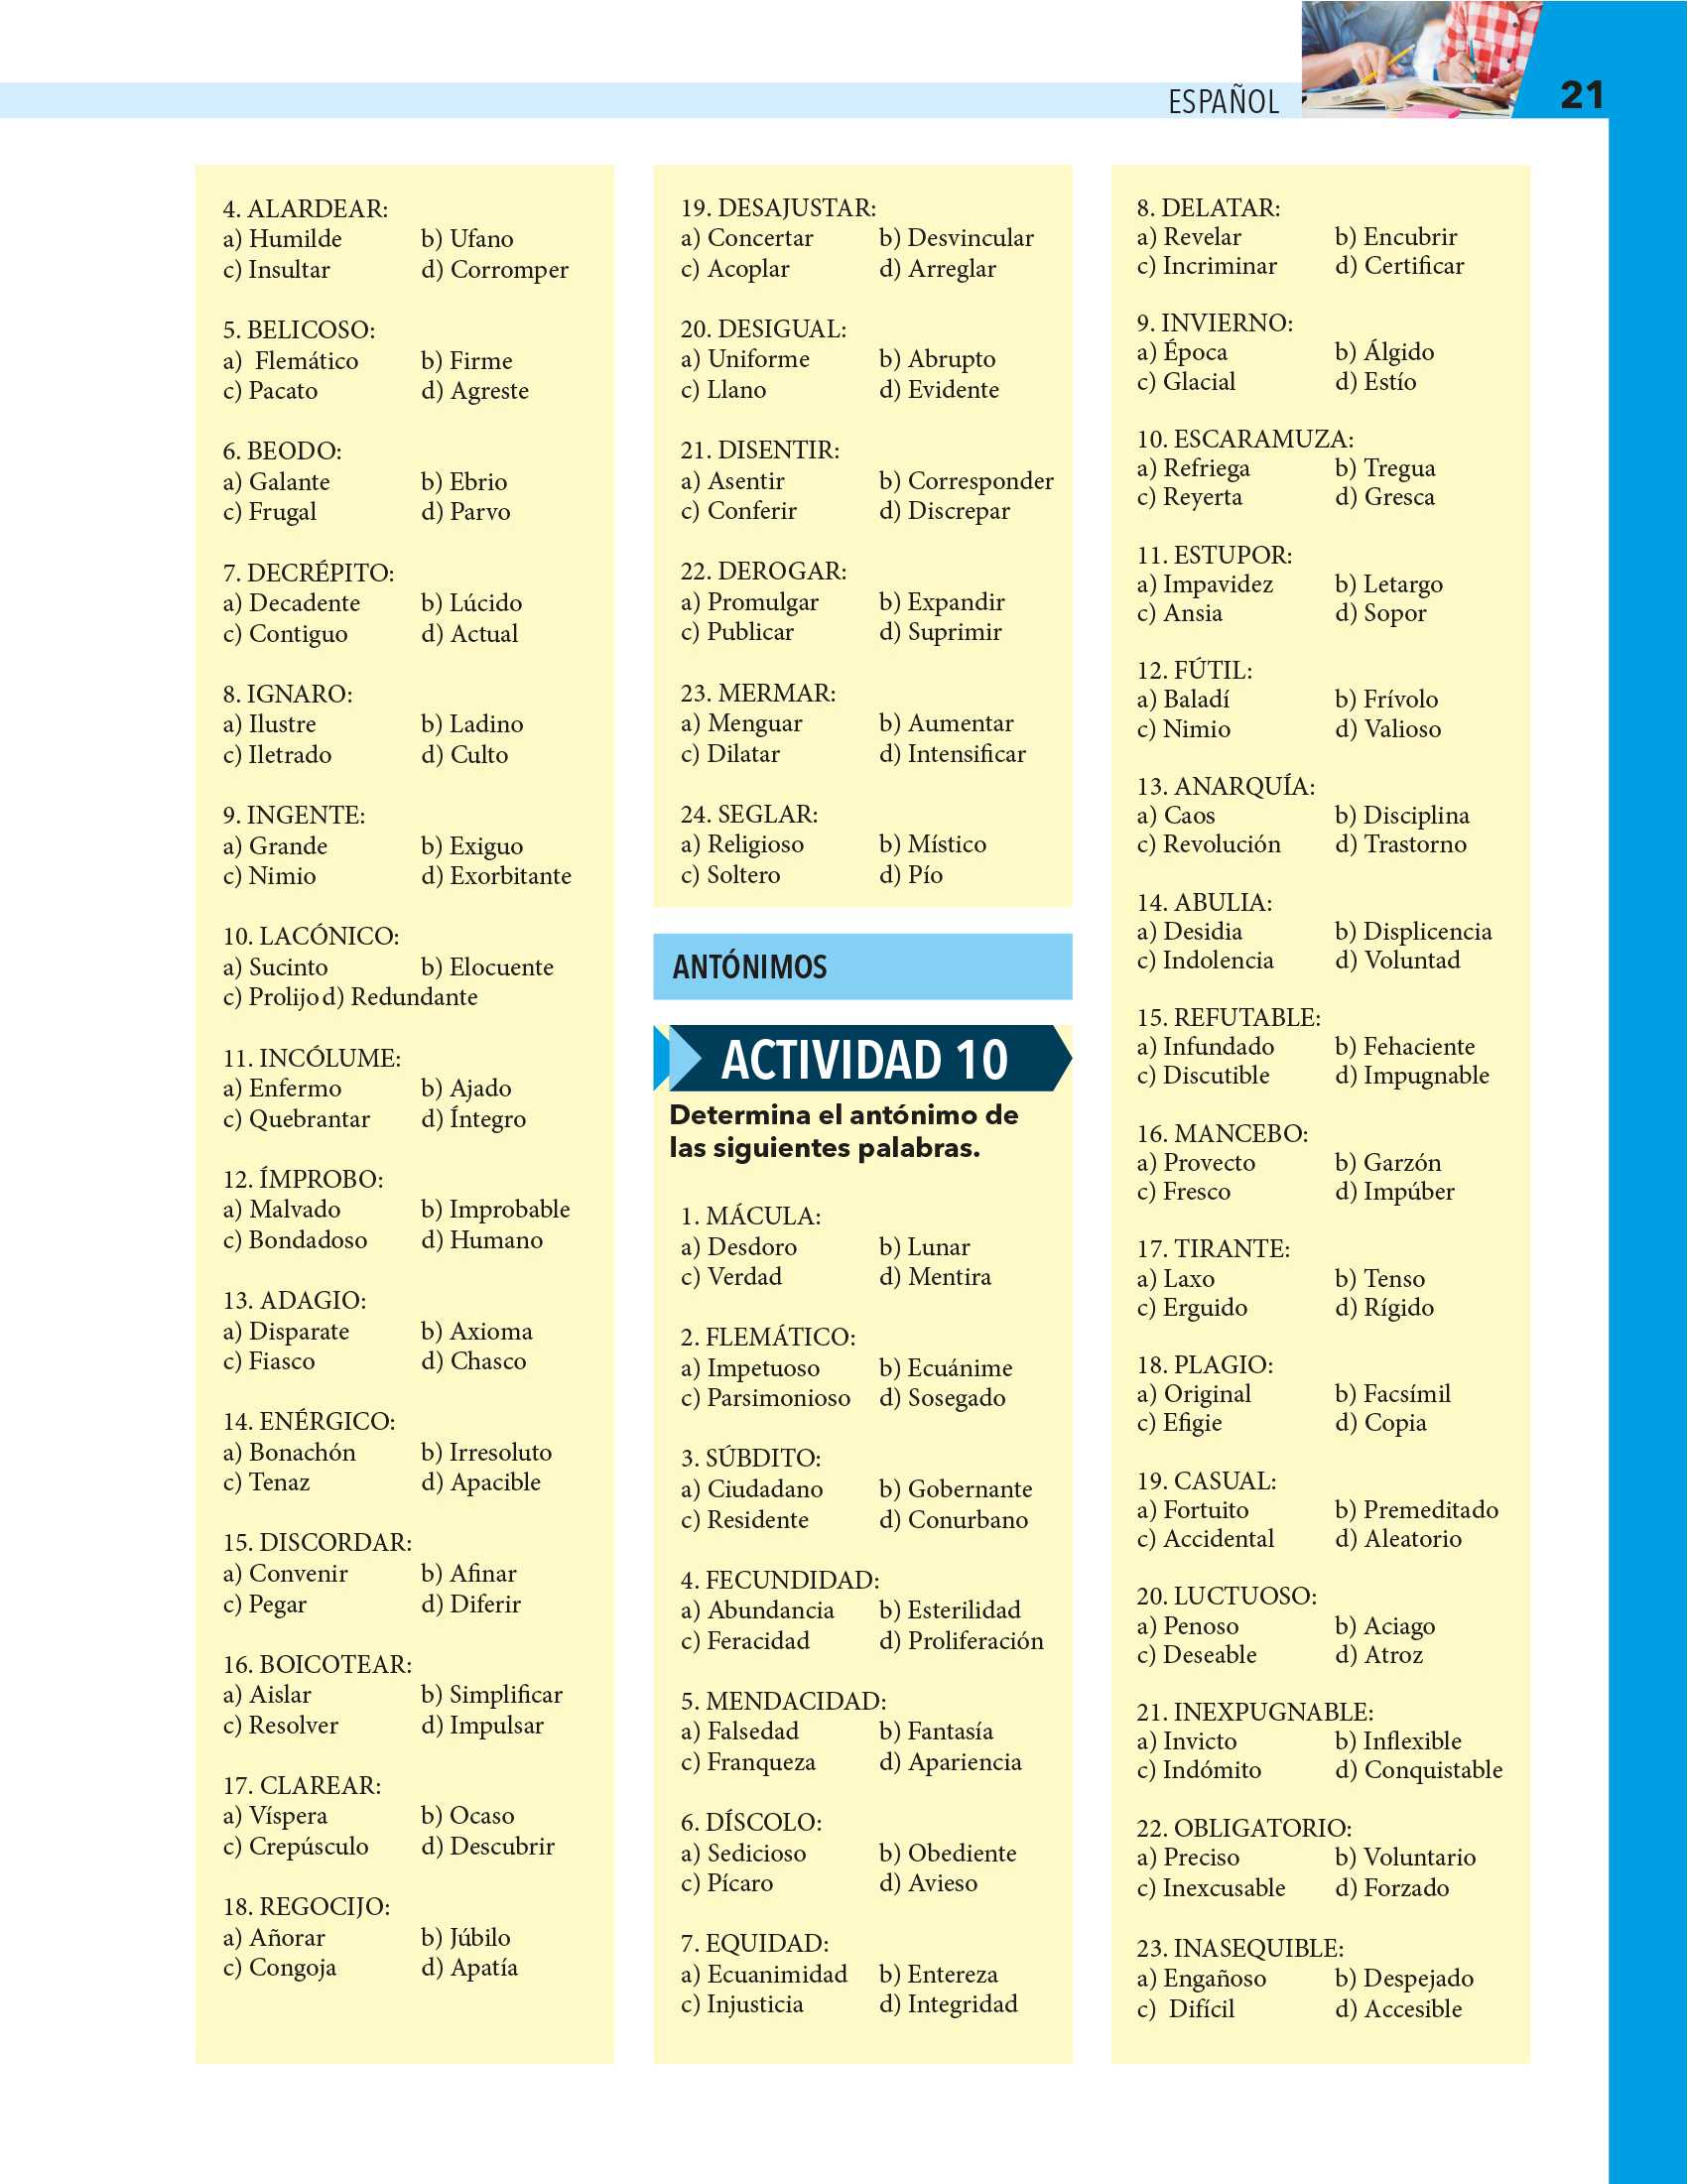 ESPAÑOL
21
4. ALARDEAR:
a) Humilde b) Ufano
c) Insultar d) Corromper
5. BELICOSO:
a) Flemático b) Firme
c) Pacato d) Agreste
6. BEODO:
a) Galante b) Ebrio
c) Frugal d) Parvo
7. DECRÉPITO:
a) Decadente b) Lúcido
c) Contiguo d) Actual
8. IGNARO:
a) Ilustre b) Ladino
c) Iletrado d) Culto
9. INGENTE:
a) Grande b) Exiguo
c) Nimio d) Exorbitante
10. LACÓNICO:
a) Sucinto b) Elocuente
c) Prolijo d) Redundante
11. INCÓLUME:
a) Enfermo b) Ajado
c) Quebrantar d) Íntegro
12. ÍMPROBO:
a) Malvado b) Improbable
c) Bondadoso d) Humano
13. ADAGIO:
a) Disparate b) Axioma
c) Fiasco d) Chasco
14. ENÉRGICO:
a) Bonachón b) Irresoluto
c) Tenaz d) Apacible
15. DISCORDAR:
a) Convenir b) Afinar
c) Pegar d) Diferir
16. BOICOTEAR:
a) Aislar b) Simplificar
c) Resolver d) Impulsar
17. CLAREAR:
a) Víspera b) Ocaso
c) Crepúsculo d) Descubrir
18. REGOCIJO:
a) Añorar b) Júbilo
c) Congoja d) Apatía
19. DESAJUSTAR:
a) Concertar b) Desvincular
c) Acoplar d) Arreglar
20. DESIGUAL:
a) Uniforme b) Abrupto
c) Llano d) Evidente
21. DISENTIR:
a) Asentir b) Corresponder
c) Conferir d) Discrepar
22. DEROGAR:
a) Promulgar b) Expandir
c) Publicar d) Suprimir
23. MERMAR:
a) Menguar b) Aumentar
c) Dilatar d) Intensificar
24. SEGLAR:
a) Religioso b) Místico
c) Soltero d) Pío
ANTÓNIMOS
ACTIVIDAD 10
Determina el antónimo de
las siguientes palabras.
1. MÁCULA:
a) Desdoro b) Lunar
c) Verdad d) Mentira
2. FLEMÁTICO:
a) Impetuoso b) Ecuánime
c) Parsimonioso d) Sosegado
3. SÚBDITO:
a) Ciudadano b) Gobernante
c) Residente d) Conurbano
4. FECUNDIDAD:
a) Abundancia b) Esterilidad
c) Feracidad d) Proliferación
5. MENDACIDAD:
a) Falsedad b) Fantasía
c) Franqueza d) Apariencia
6. DÍSCOLO:
a) Sedicioso b) Obediente
c) Pícaro d) Avieso
7. EQUIDAD:
a) Ecuanimidad b) Entereza
c) Injusticia d) Integridad
8. DELATAR:
a) Revelar b) Encubrir
c) Incriminar d) Certificar
9. INVIERNO:
a) Época b) Álgido
c) Glacial d) Estío
10. ESCARAMUZA:
a) Refriega b) Tregua
c) Reyerta d) Gresca
11. ESTUPOR:
a) Impavidez b) Letargo
c) Ansia d) Sopor
12. FÚTIL:
a) Baladí b) Frívolo
c) Nimio d) Valioso
13. ANARQUÍA:
a) Caos b) Disciplina
c) Revolución d) Trastorno
14. ABULIA:
a) Desidia b) Displicencia
c) Indolencia d) Voluntad
15. REFUTABLE:
a) Infundado b) Fehaciente
c) Discutible d) Impugnable
16. MANCEBO:
a) Provecto b) Garzón
c) Fresco d) Impúber
17. TIRANTE:
a) Laxo b) Tenso
c) Erguido d) Rígido
18. PLAGIO:
a) Original b) Facsímil
c) Efigie d) Copia
19. CASUAL:
a) Fortuito b) Premeditado
c) Accidental d) Aleatorio
20. LUCTUOSO:
a) Penoso b) Aciago
c) Deseable d) Atroz
21. INEXPUGNABLE:
a) Invicto b) Inflexible
c) Indómito d) Conquistable
22. OBLIGATORIO:
a) Preciso b) Voluntario
c) Inexcusable d) Forzado
23. INASEQUIBLE:
a) Engañoso b) Despejado
c) Difícil d) Accesible